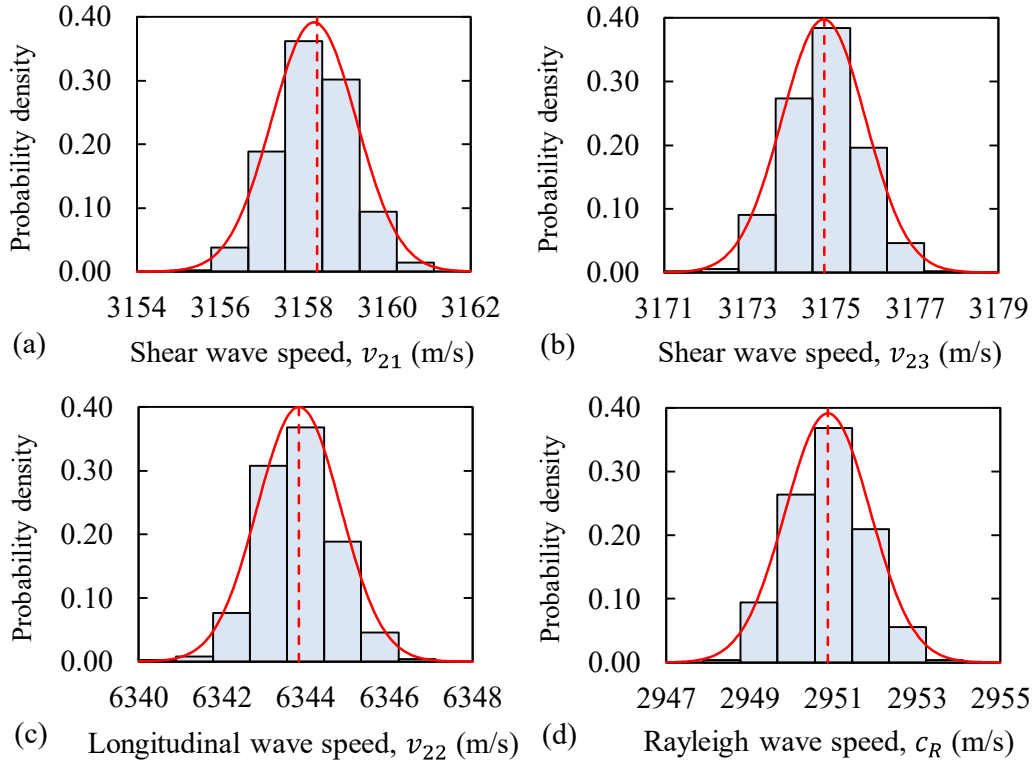 0.40
0.30
0.20
0.10
0.00
Probability density
3154 3156 3158 3160 3162
(a) Shear wave speed, v₂₁ (m/s)
0.40
0.30
0.20
0.10
0.00
Probability density
3171 3173 3175 3177 3179
(b) Shear wave speed, v₂₃ (m/s)
0.40
0.30
0.20
0.10
0.00
Probability density
6340 6342 6344 6346 6348
(c) Longitudinal wave speed, v₂₂ (m/s)
0.40
0.30
0.20
0.10
0.00
Probability density
2947 2949 2951 2953 2955
(d) Rayleigh wave speed, c_R (m/s)